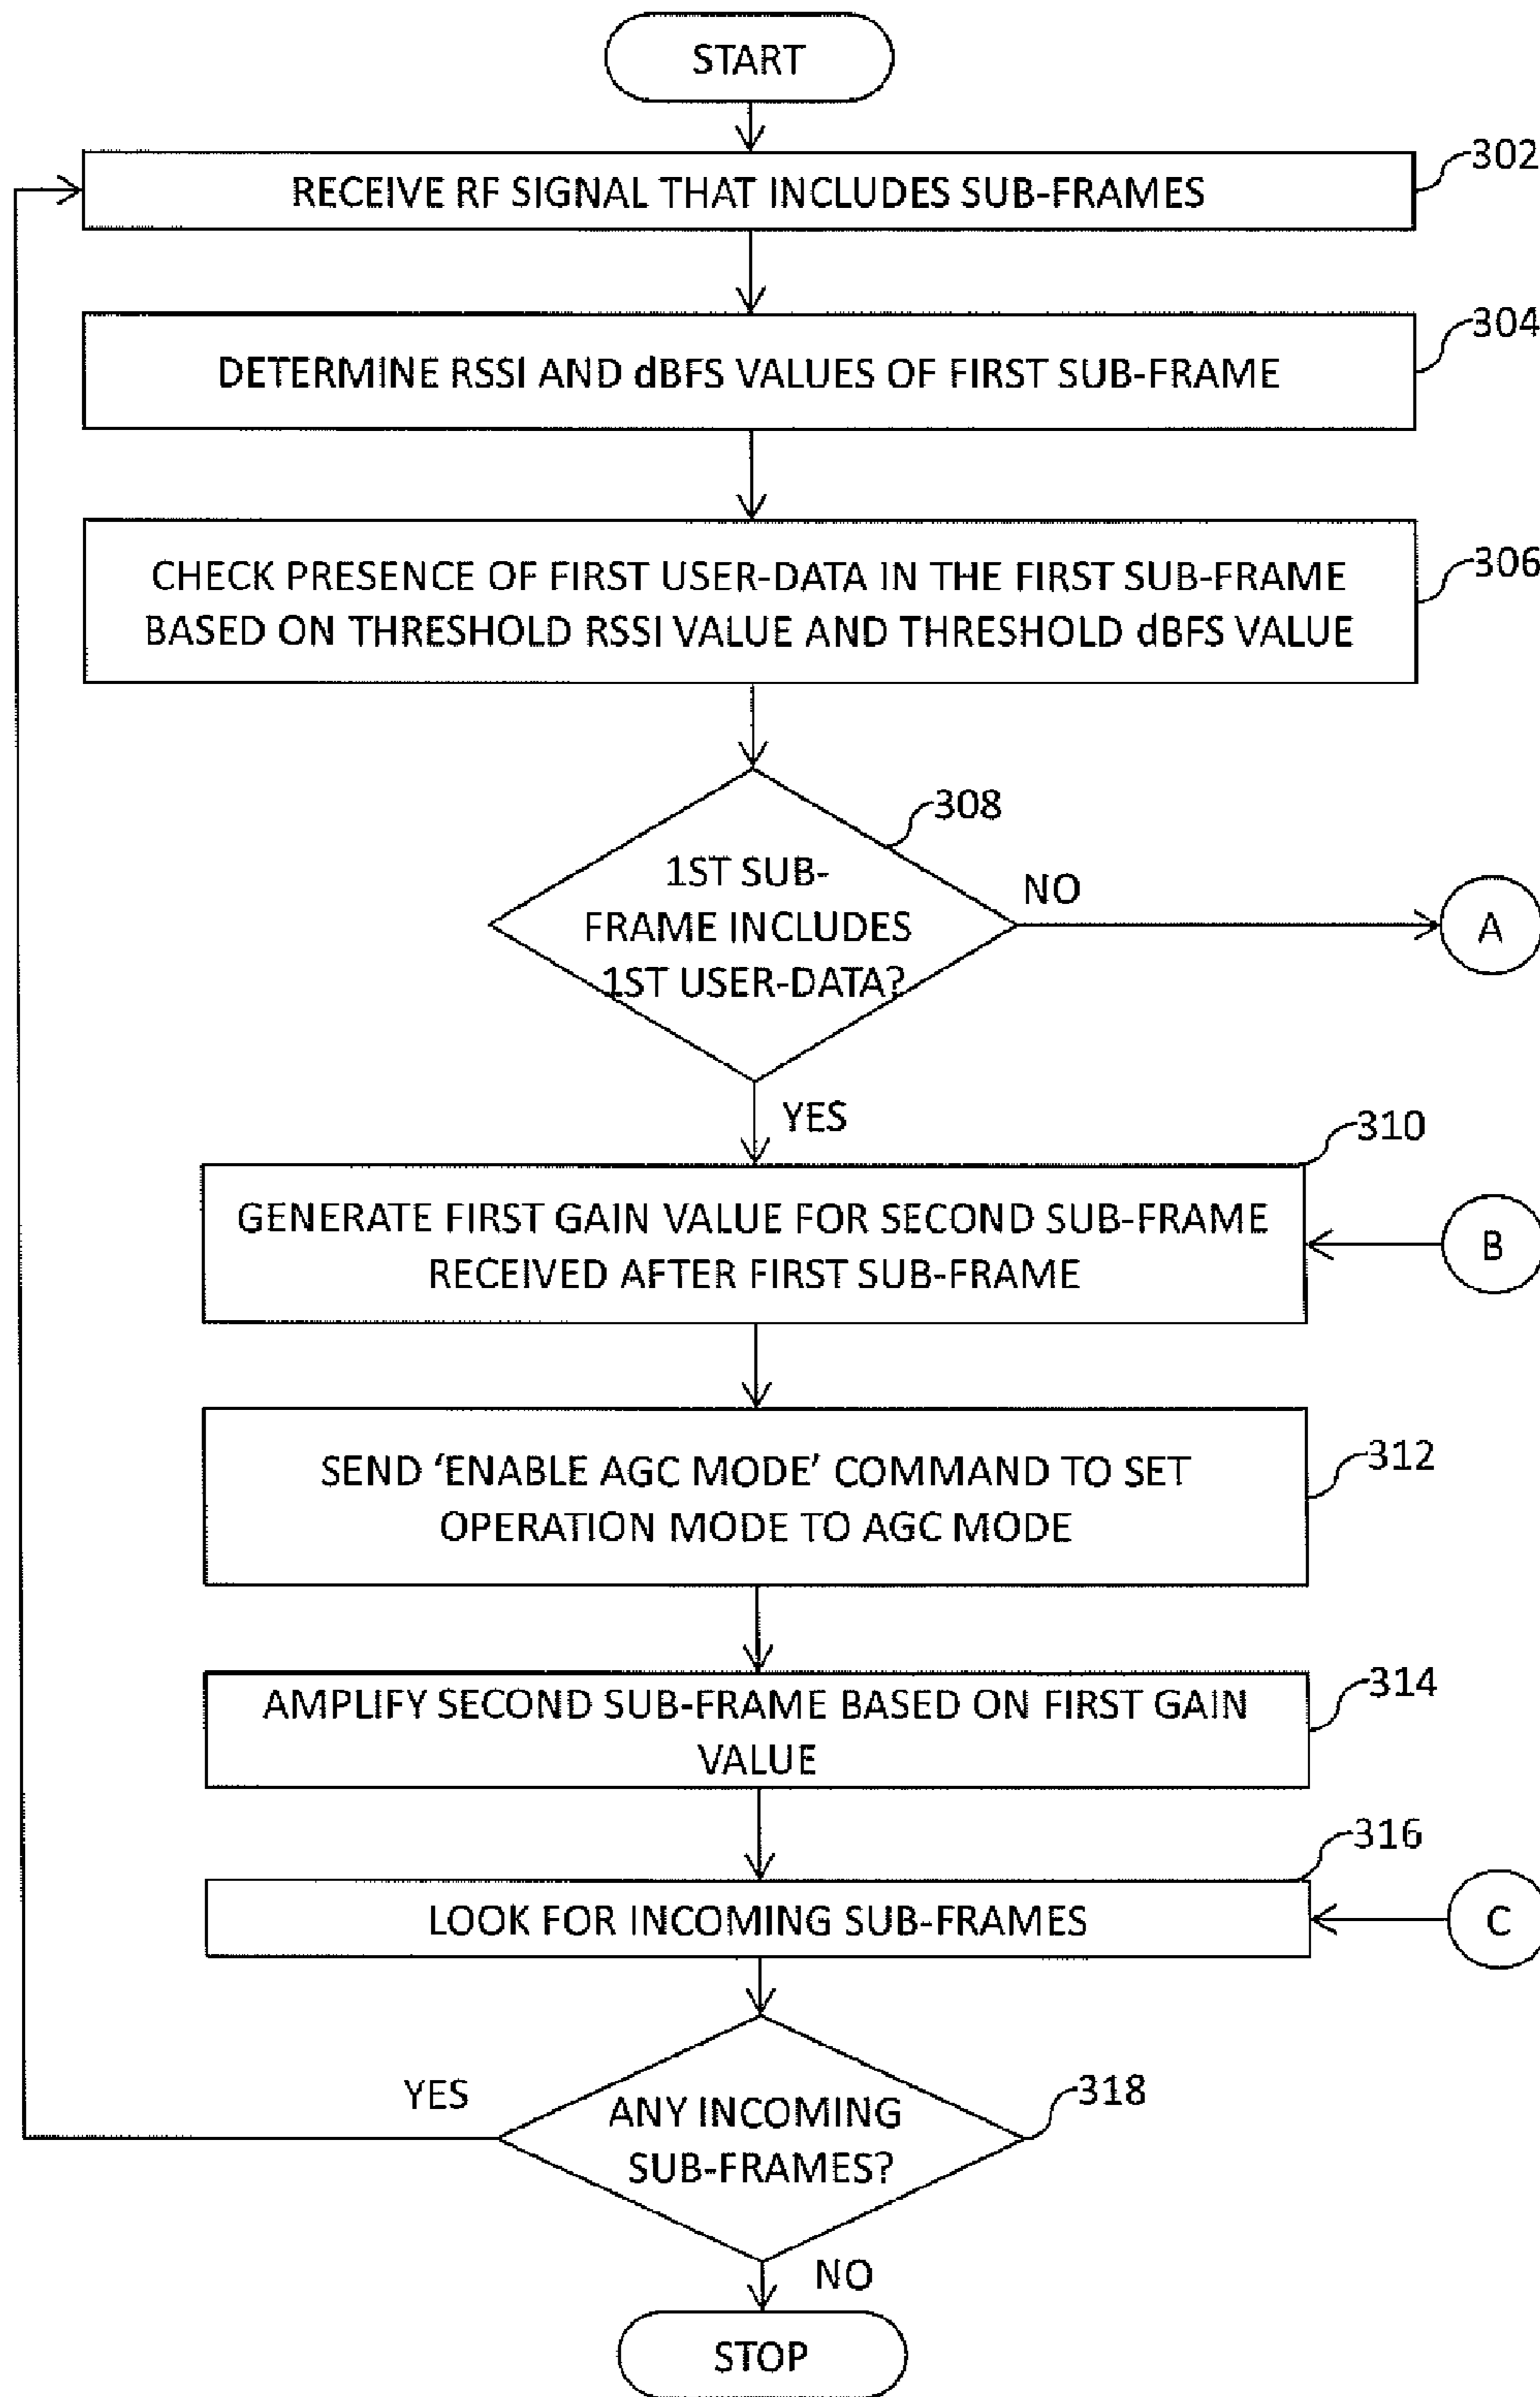 START
302
RECEIVE RF SIGNAL THAT INCLUDES SUB-FRAMES
304
DETERMINE RSSI AND dBFS VALUES OF FIRST SUB-FRAME
306
CHECK PRESENCE OF FIRST USER-DATA IN THE FIRST SUB-FRAME
BASED ON THRESHOLD RSSI VALUE AND THRESHOLD dBFS VALUE
308
1ST SUB-
FRAME INCLUDES
1ST USER-DATA?
NO
A
YES
310
GENERATE FIRST GAIN VALUE FOR SECOND SUB-FRAME
RECEIVED AFTER FIRST SUB-FRAME
B
312
SEND ‘ENABLE AGC MODE’ COMMAND TO SET
OPERATION MODE TO AGC MODE
314
AMPLIFY SECOND SUB-FRAME BASED ON FIRST GAIN
VALUE
316
LOOK FOR INCOMING SUB-FRAMES
C
YES
318
ANY INCOMING
SUB-FRAMES?
NO
STOP